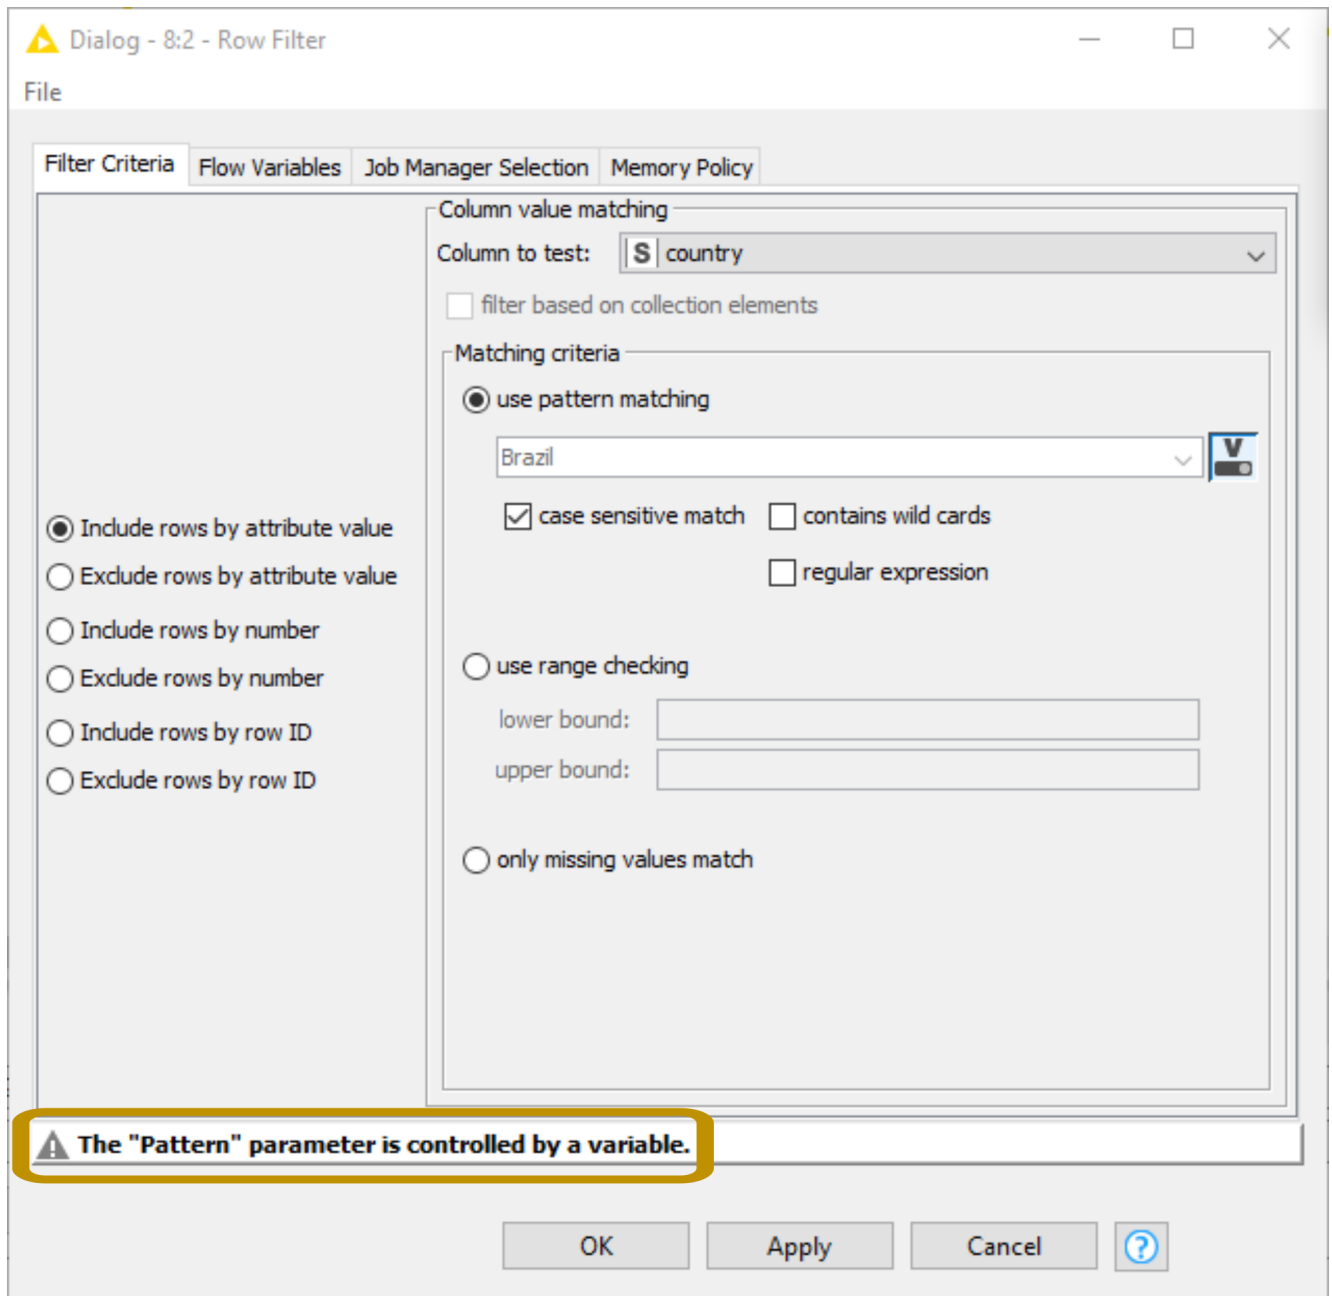 Dialog - 8:2 - Row Filter
File
Filter Criteria Flow Variables Job Manager Selection Memory Policy
Column value matching
Column to test: S country
filter based on collection elements
Matching criteria
use pattern matching
Brazil V
case sensitive match contains wild cards
regular expression
Include rows by attribute value
Exclude rows by attribute value
Include rows by number
Exclude rows by number
Include rows by row ID
Exclude rows by row ID
use range checking
lower bound:
upper bound:
only missing values match
The "Pattern" parameter is controlled by a variable.
OK Apply Cancel ?